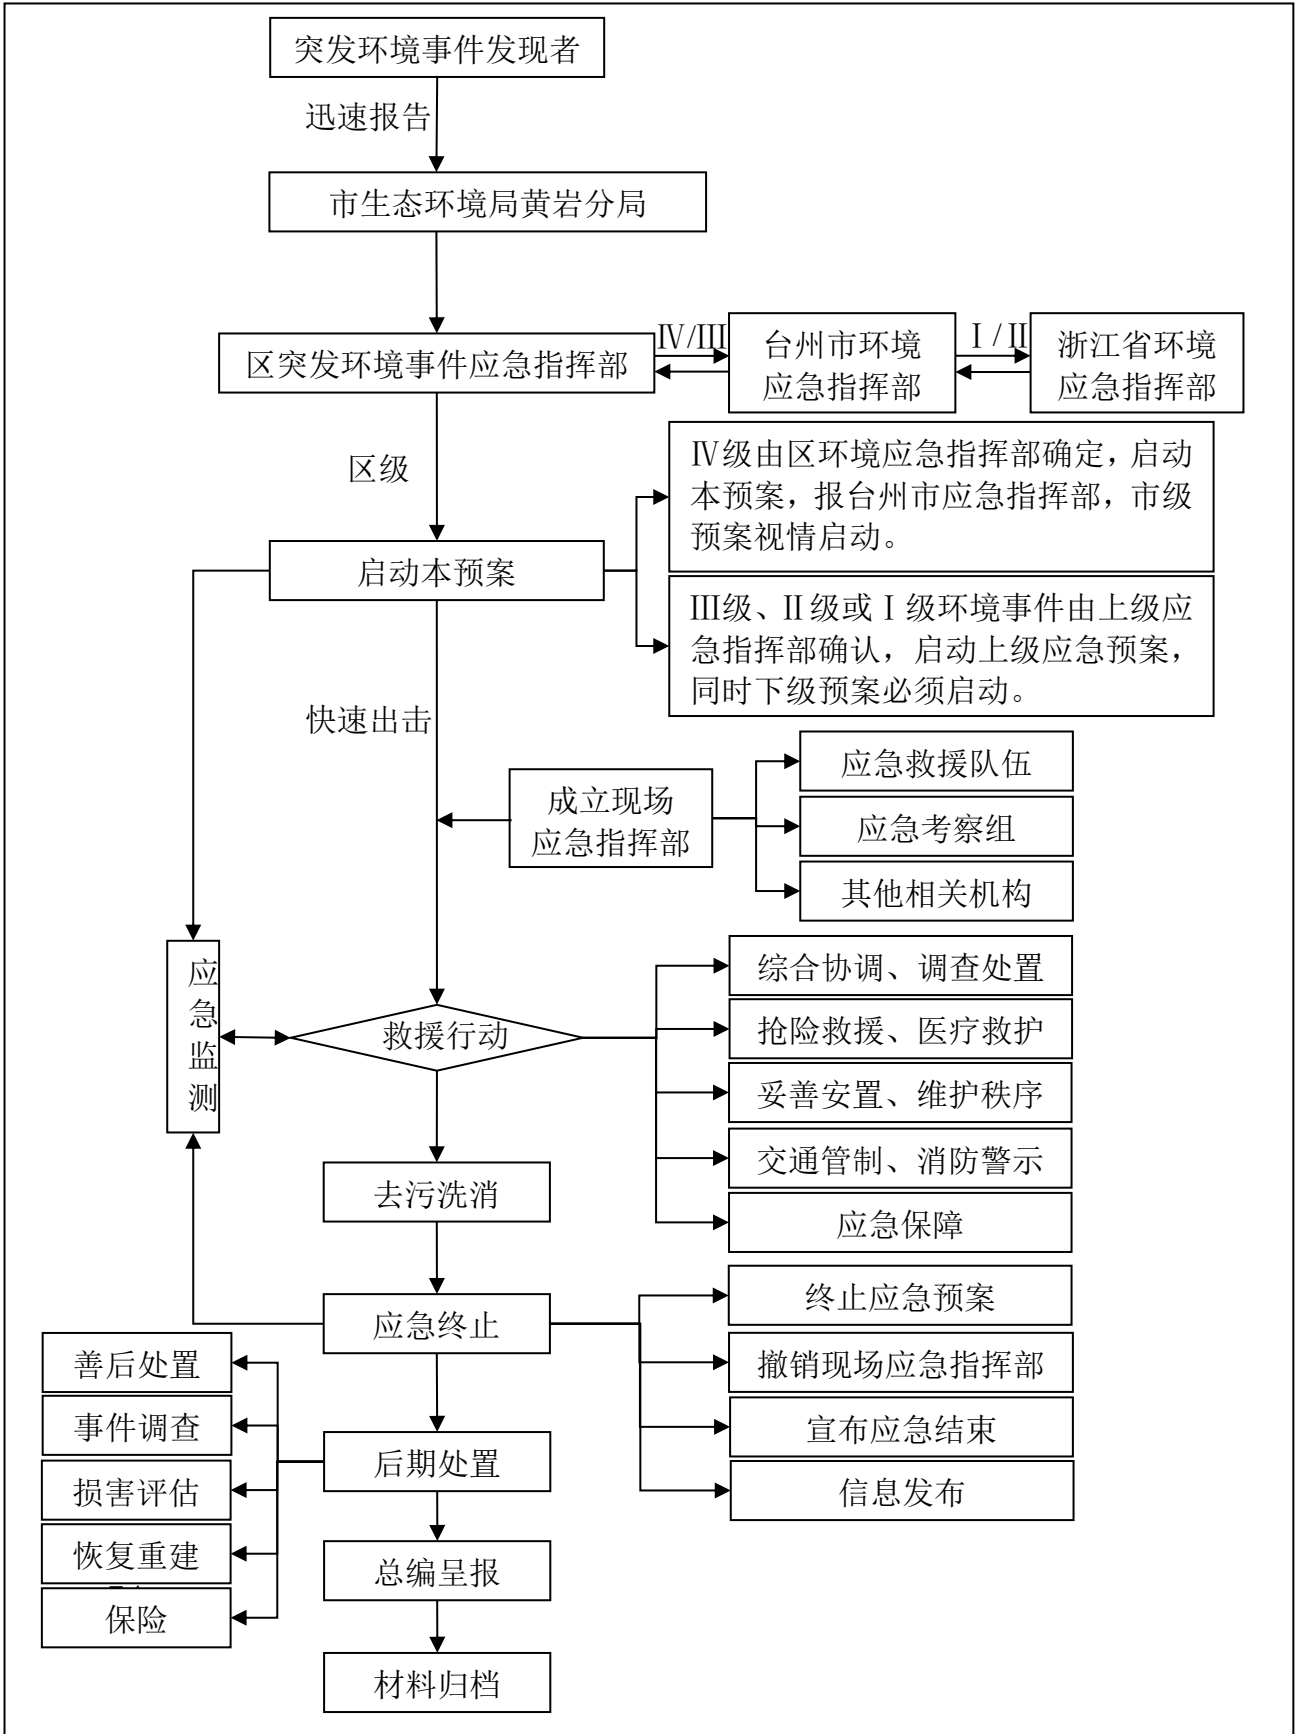 突发环境事件发现者
迅速报告
市生态环境局黄岩分局
区突发环境事件应急指挥部
Ⅳ/Ⅲ
台州市环境
应急指挥部
Ⅰ/Ⅱ
浙江省环境
应急指挥部
区级
Ⅳ级由区环境应急指挥部确定，启动
本预案，报台州市应急指挥部，市级
预案视情启动。
启动本预案
Ⅲ级、Ⅱ级或Ⅰ级环境事件由上级应
急指挥部确认，启动上级应急预案，
同时下级预案必须启动。
快速出击
成立现场
应急指挥部
应急救援队伍
应急考察组
其他相关机构
应
急
监
测
救援行动
综合协调、调查处置
抢险救援、医疗救护
妥善安置、维护秩序
交通管制、消防警示
应急保障
去污洗消
应急终止
终止应急预案
撤销现场应急指挥部
宣布应急结束
信息发布
善后处置
事件调查
损害评估
恢复重建
保险
后期处置
总编呈报
材料归档